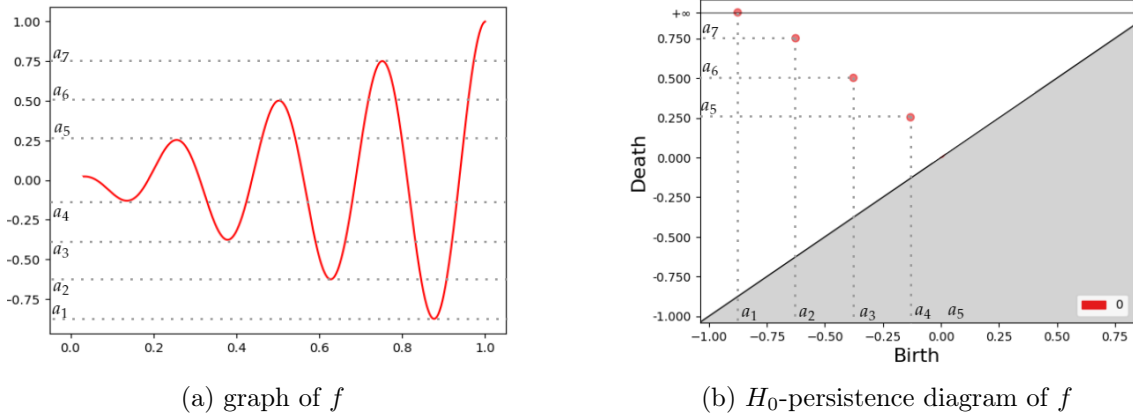 1.00
0.75
0.50
0.25
0.00
-0.25
-0.50
-0.75
a₇
a₆
a₅
a₄
a₃
a₂
a₁
0.0 0.2 0.4 0.6 0.8 1.0
(a) graph of f
Death
+∞
0.750
0.500
0.250
0.000
-0.250
-0.500
-0.750
-1.000
a₇
a₆
a₅
a₁ a₂ a₃ a₄ a₅
0
−1.00 −0.75 −0.50 −0.25 0.00 0.25 0.50 0.75
Birth
(b) H₀-persistence diagram of f